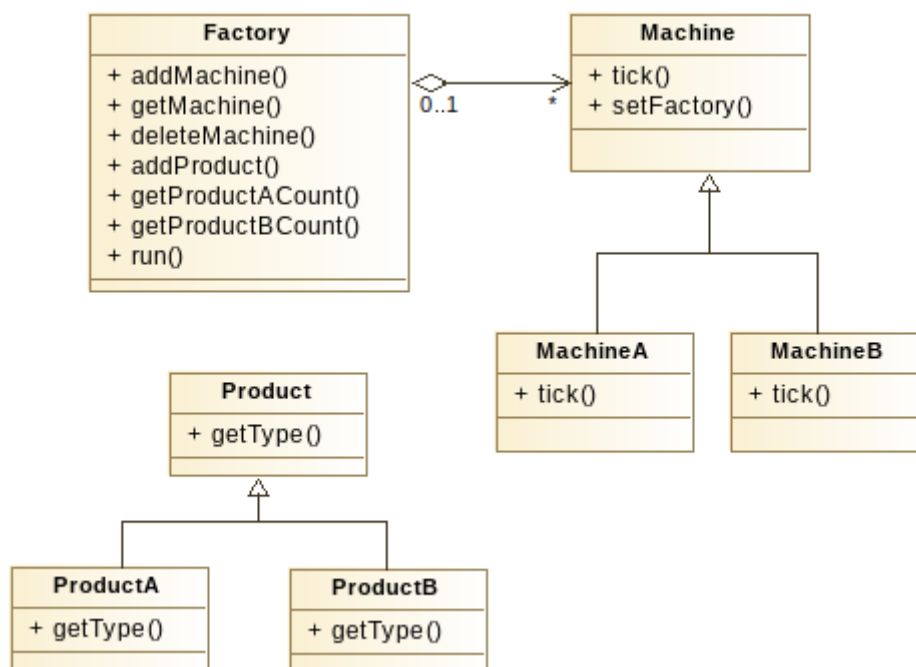 Factory
+ addMachine()
+ getMachine()
+ deleteMachine()
+ addProduct()
+ getProductACount()
+ getProductBCount()
+ run()
0..1
*
Machine
+ tick()
+ setFactory()
MachineA
+ tick()
MachineB
+ tick()
Product
+ getType()
ProductA
+ getType()
ProductB
+ getType()